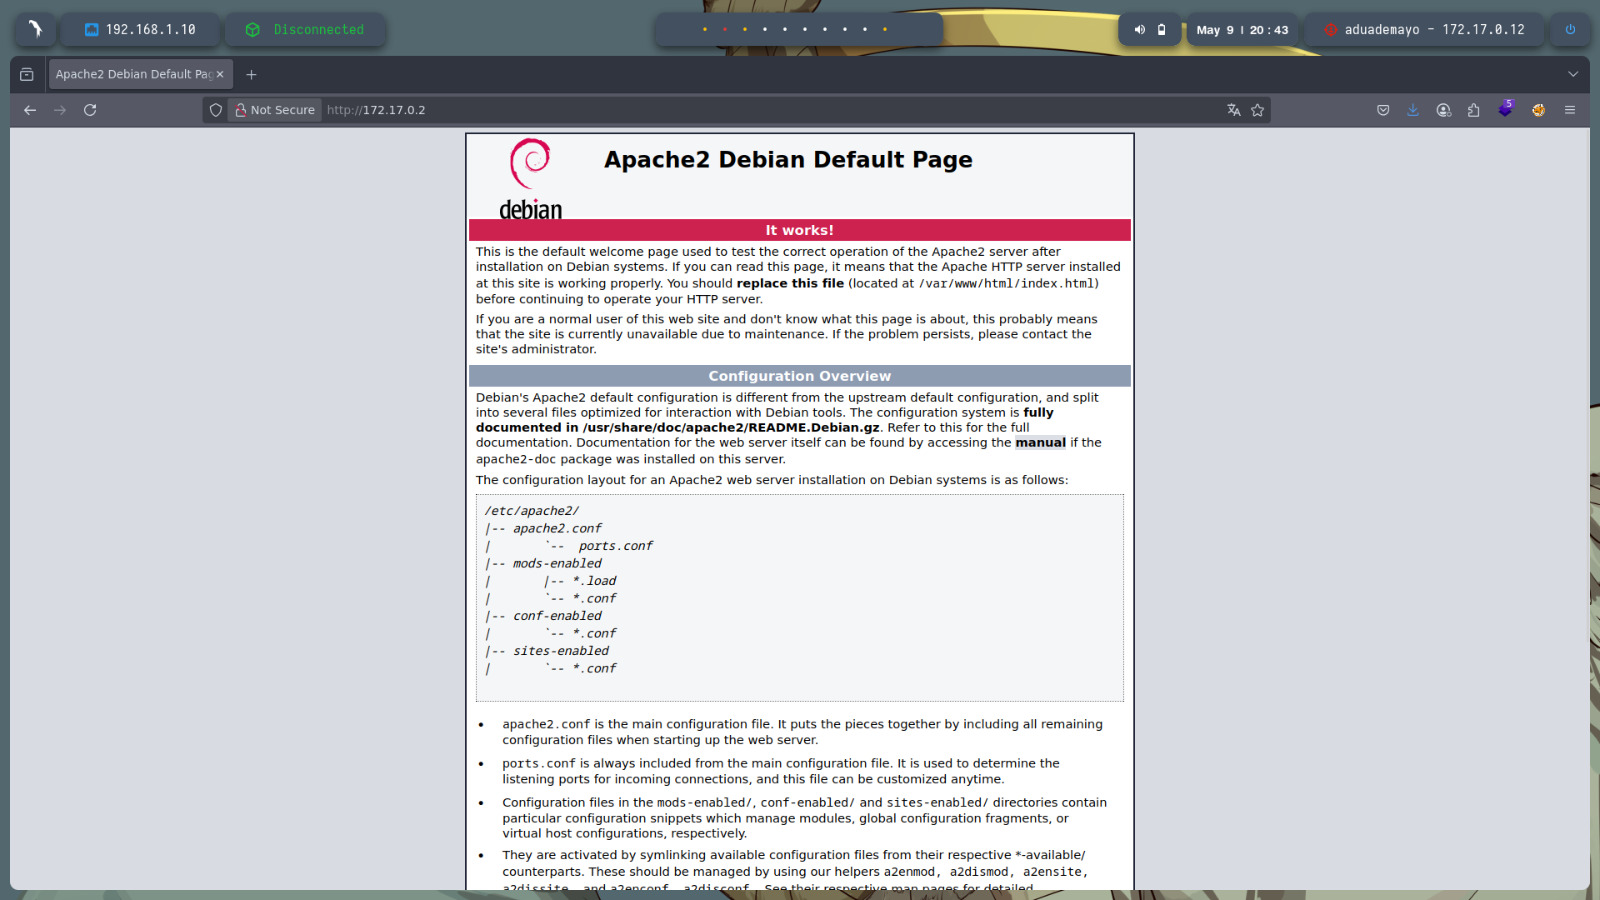 192.168.1.10
Disconnected
May 9 | 20:43
aduademayo - 172.17.0.12
Apache2 Debian Default Pag
Not Secure
http://172.17.0.2
5
debian
Apache2 Debian Default Page
It works!
This is the default welcome page used to test the correct operation of the Apache2 server after
installation on Debian systems. If you can read this page, it means that the Apache HTTP server installed
at this site is working properly. You should replace this file (located at /var/www/html/index.html)
before continuing to operate your HTTP server.
If you are a normal user of this web site and don't know what this page is about, this probably means
that the site is currently unavailable due to maintenance. If the problem persists, please contact the
site's administrator.
Configuration Overview
Debian's Apache2 default configuration is different from the upstream default configuration, and split
into several files optimized for interaction with Debian tools. The configuration system is fully
documented in /usr/share/doc/apache2/README.Debian.gz. Refer to this for the full
documentation. Documentation for the web server itself can be found by accessing the manual if the
apache2-doc package was installed on this server.
The configuration layout for an Apache2 web server installation on Debian systems is as follows:
/etc/apache2/
|-- apache2.conf
|       `--  ports.conf
|-- mods-enabled
|       |-- *.load
|       `-- *.conf
|-- conf-enabled
|       `-- *.conf
|-- sites-enabled
|       `-- *.conf
• apache2.conf is the main configuration file. It puts the pieces together by including all remaining
configuration files when starting up the web server.
• ports.conf is always included from the main configuration file. It is used to determine the
listening ports for incoming connections, and this file can be customized anytime.
• Configuration files in the mods-enabled/, conf-enabled/ and sites-enabled/ directories contain
particular configuration snippets which manage modules, global configuration fragments, or
virtual host configurations, respectively.
• They are activated by symlinking available configuration files from their respective *-available/
counterparts. These should be managed by using our helpers a2enmod, a2dismod, a2ensite,
a2dissite, and a2enconf, a2disconf . See their respective man pages for detailed